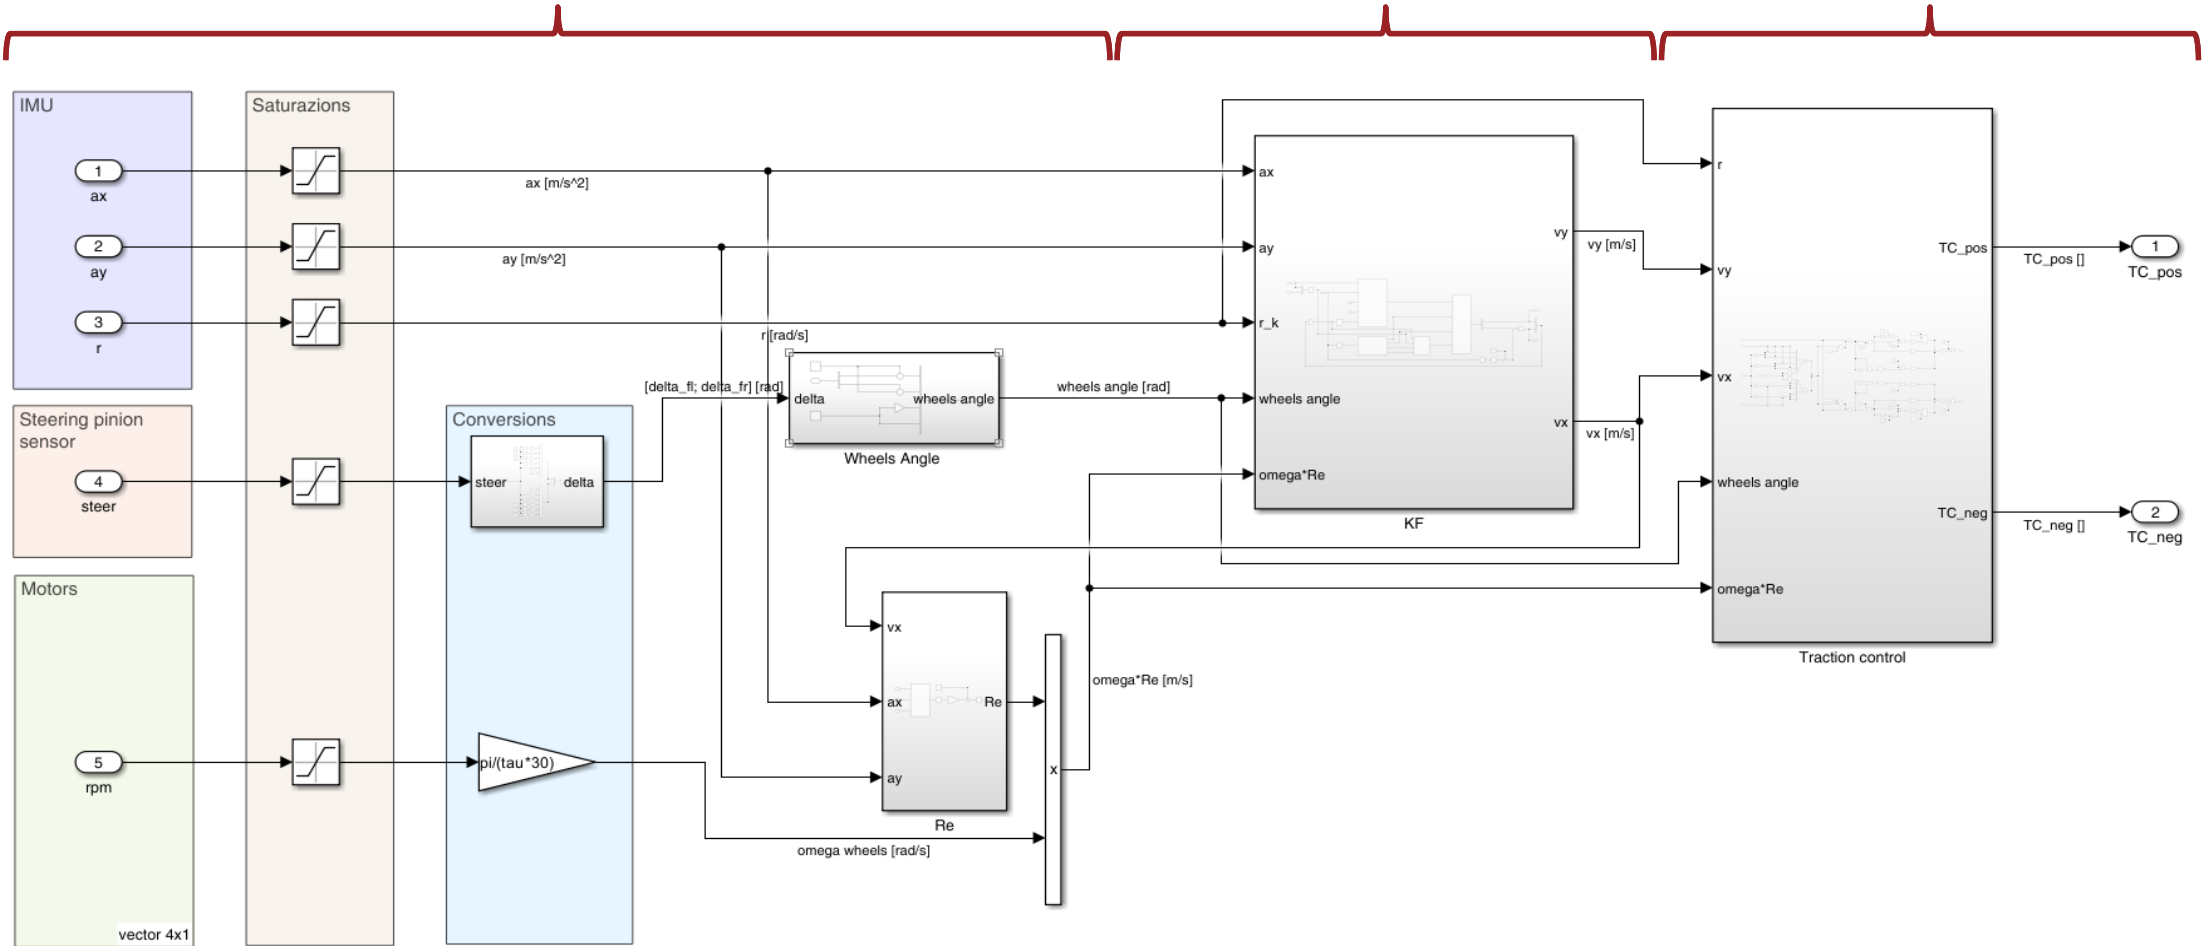 IMU
1
ax
2
ay
3
r
Steering pinion
sensor
4
steer
Motors
5
rpm
vector 4x1
Saturazions
ax [m/s^2]
ay [m/s^2]
r [rad/s]
Conversions
steer
delta
pi/(tau*30)
[delta_fl; delta_fr] [rad]
delta
wheels angle
Wheels Angle
wheels angle [rad]
omega wheels [rad/s]
vx
ax
ay
Re
Re
x
omega*Re [m/s]
ax
ay
r_k
wheels angle
omega*Re
vy
vx
KF
vy [m/s]
vx [m/s]
r
vy
vx
wheels angle
omega*Re
TC_pos
TC_neg
Traction control
TC_pos []
TC_neg []
1
TC_pos
2
TC_neg